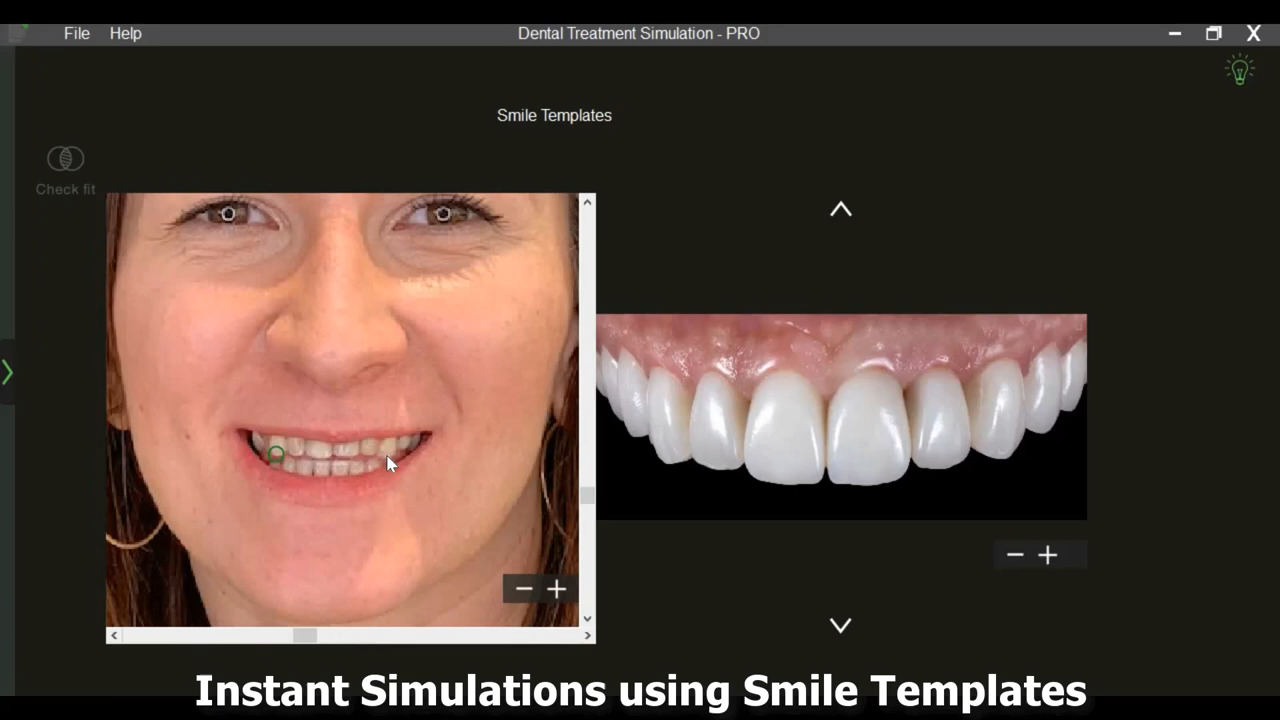 File Help Dental Treatment Simulation - PRO
Smile Templates
Check fit
Instant Simulations using Smile Templates